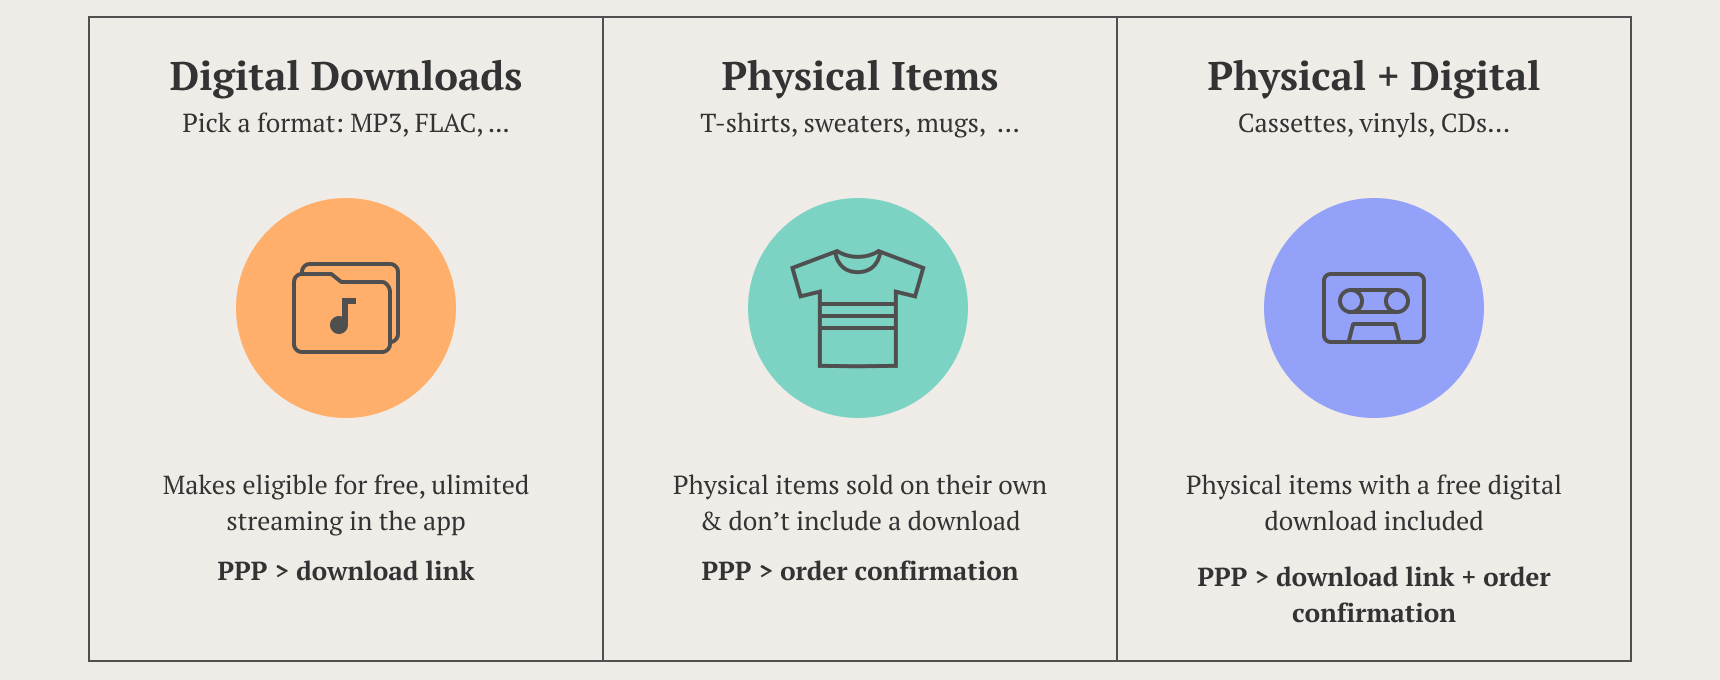 Digital Downloads
Pick a format: MP3, FLAC, ...
Makes eligible for free, ulimited
streaming in the app
PPP > download link
Physical Items
T-shirts, sweaters, mugs,  ...
Physical items sold on their own
& don’t include a download
PPP > order confirmation
Physical + Digital
Cassettes, vinyls, CDs...
Physical items with a free digital
download included
PPP > download link + order
confirmation